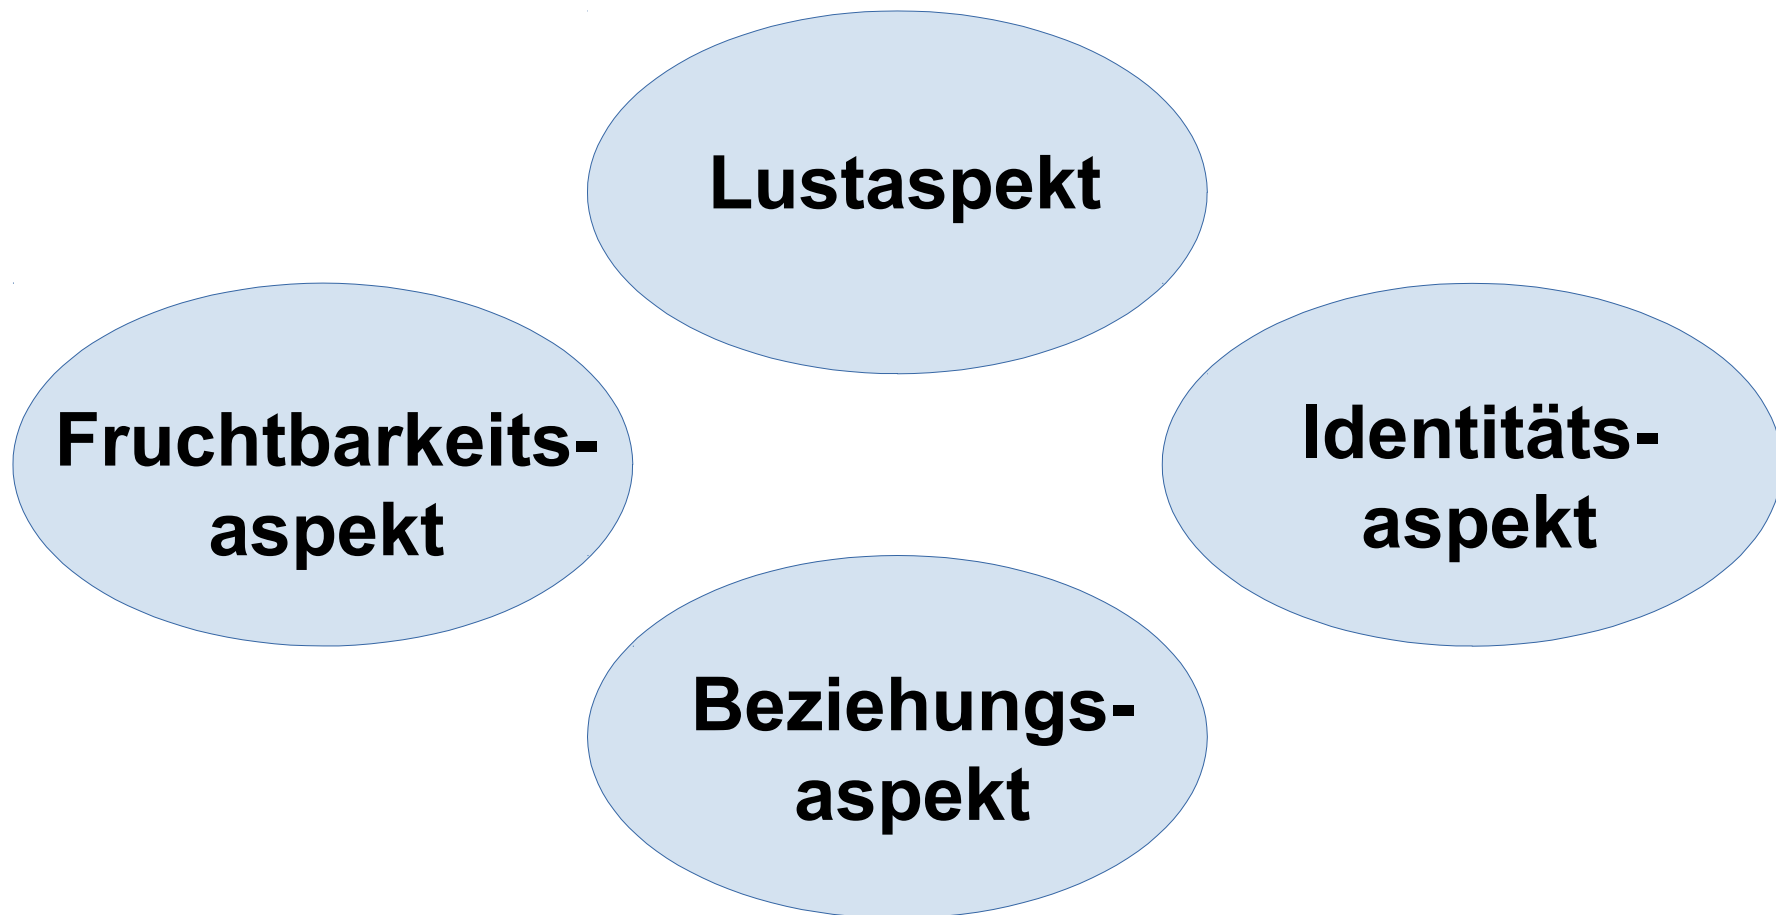 Lustaspekt
Fruchtbarkeits-
aspekt
Identitäts-
aspekt
Beziehungs-
aspekt